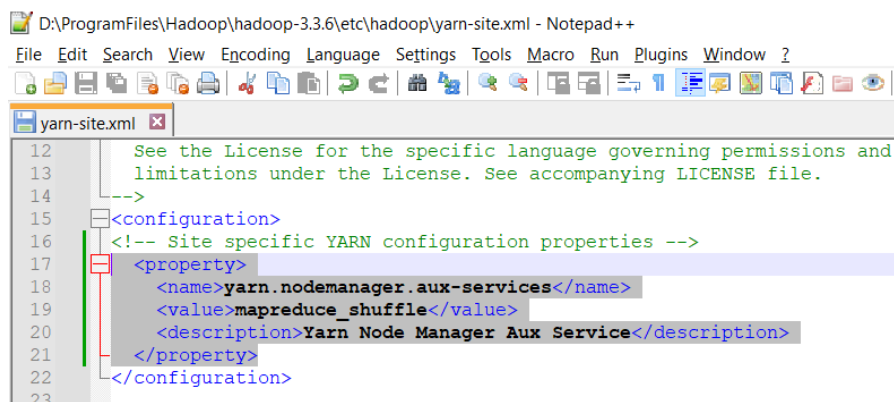 D:\ProgramFiles\Hadoop\hadoop-3.3.6\etc\hadoop\yarn-site.xml - Notepad++
File Edit Search View Encoding Language Settings Tools Macro Run Plugins Window ?
yarn-site.xml
12 See the License for the specific language governing permissions and
13 limitations under the License. See accompanying LICENSE file.
14 -->
15 <configuration>
16 <!-- Site specific YARN configuration properties -->
17 <property>
18 <name>yarn.nodemanager.aux-services</name>
19 <value>mapreduce_shuffle</value>
20 <description>Yarn Node Manager Aux Service</description>
21 </property>
22 </configuration>
23